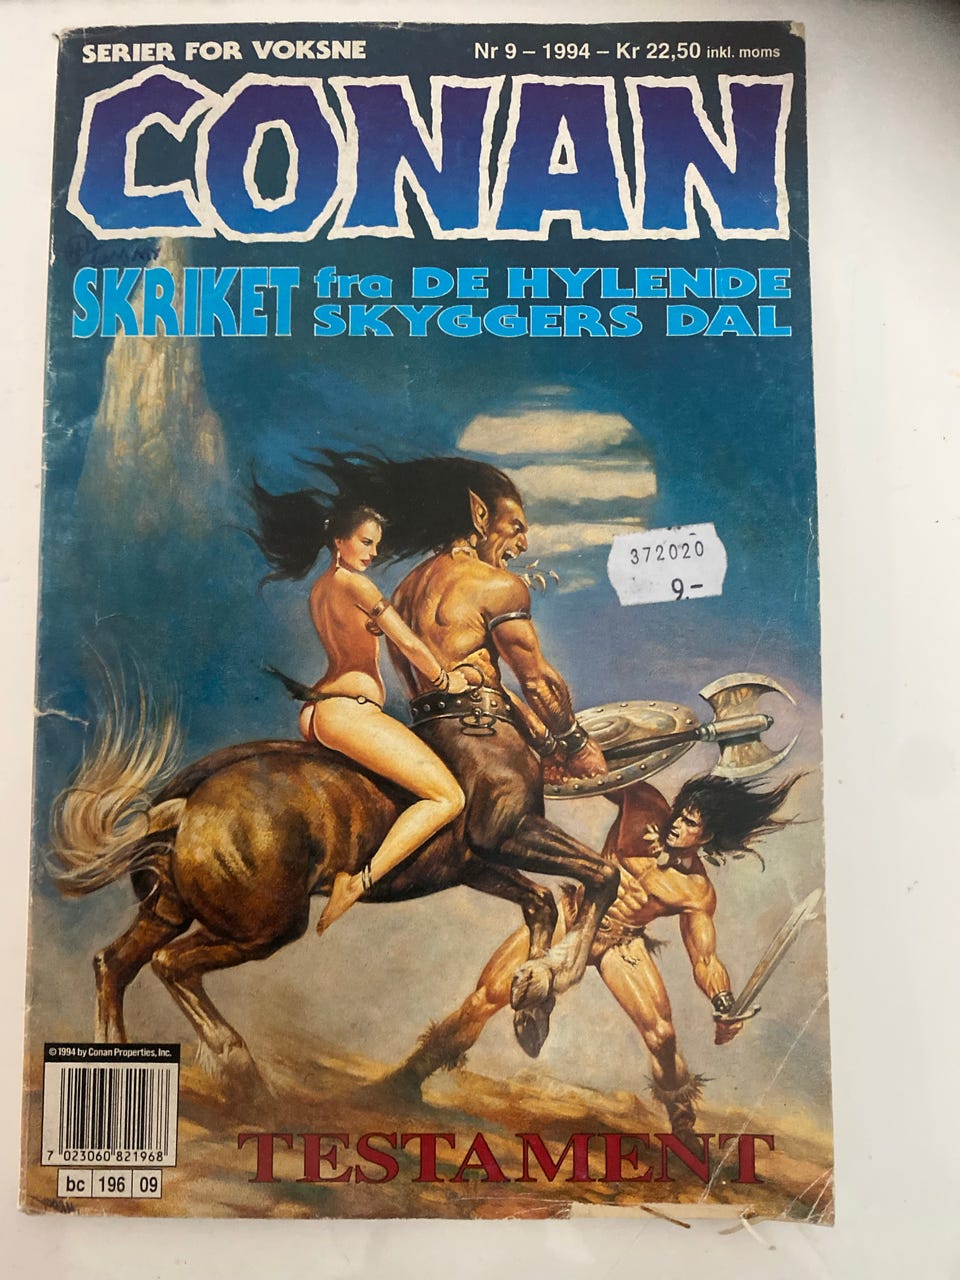 SERIER FOR VOKSNE
Nr 9 – 1994 – Kr 22,50 inkl. moms
CONAN
SKRIKET fra DE HYLENDE
SKYGGERS DAL
372020
9.–
© 1994 by Conan Properties, Inc.
7 023060 821968
bc 196 09
TESTAMENT